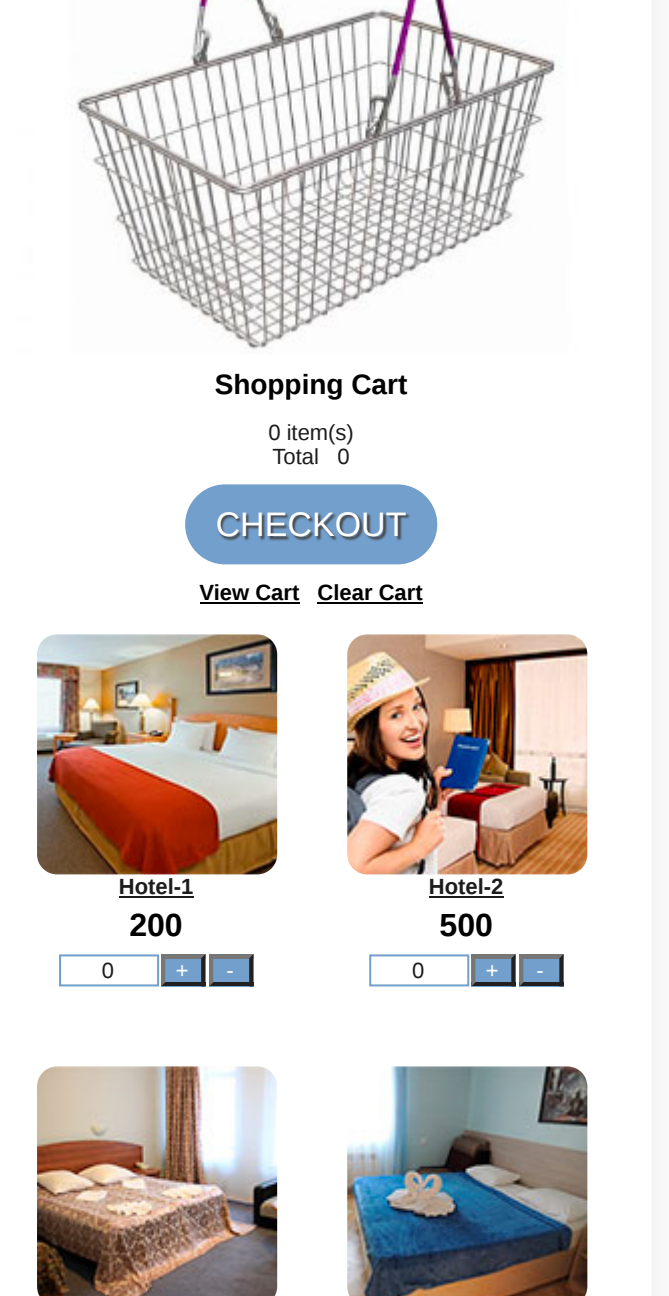 Shopping Cart
0 item(s)
Total 0
CHECKOUT
View Cart Clear Cart
Hotel-1 Hotel-2
200 500
0 + - 0 + -